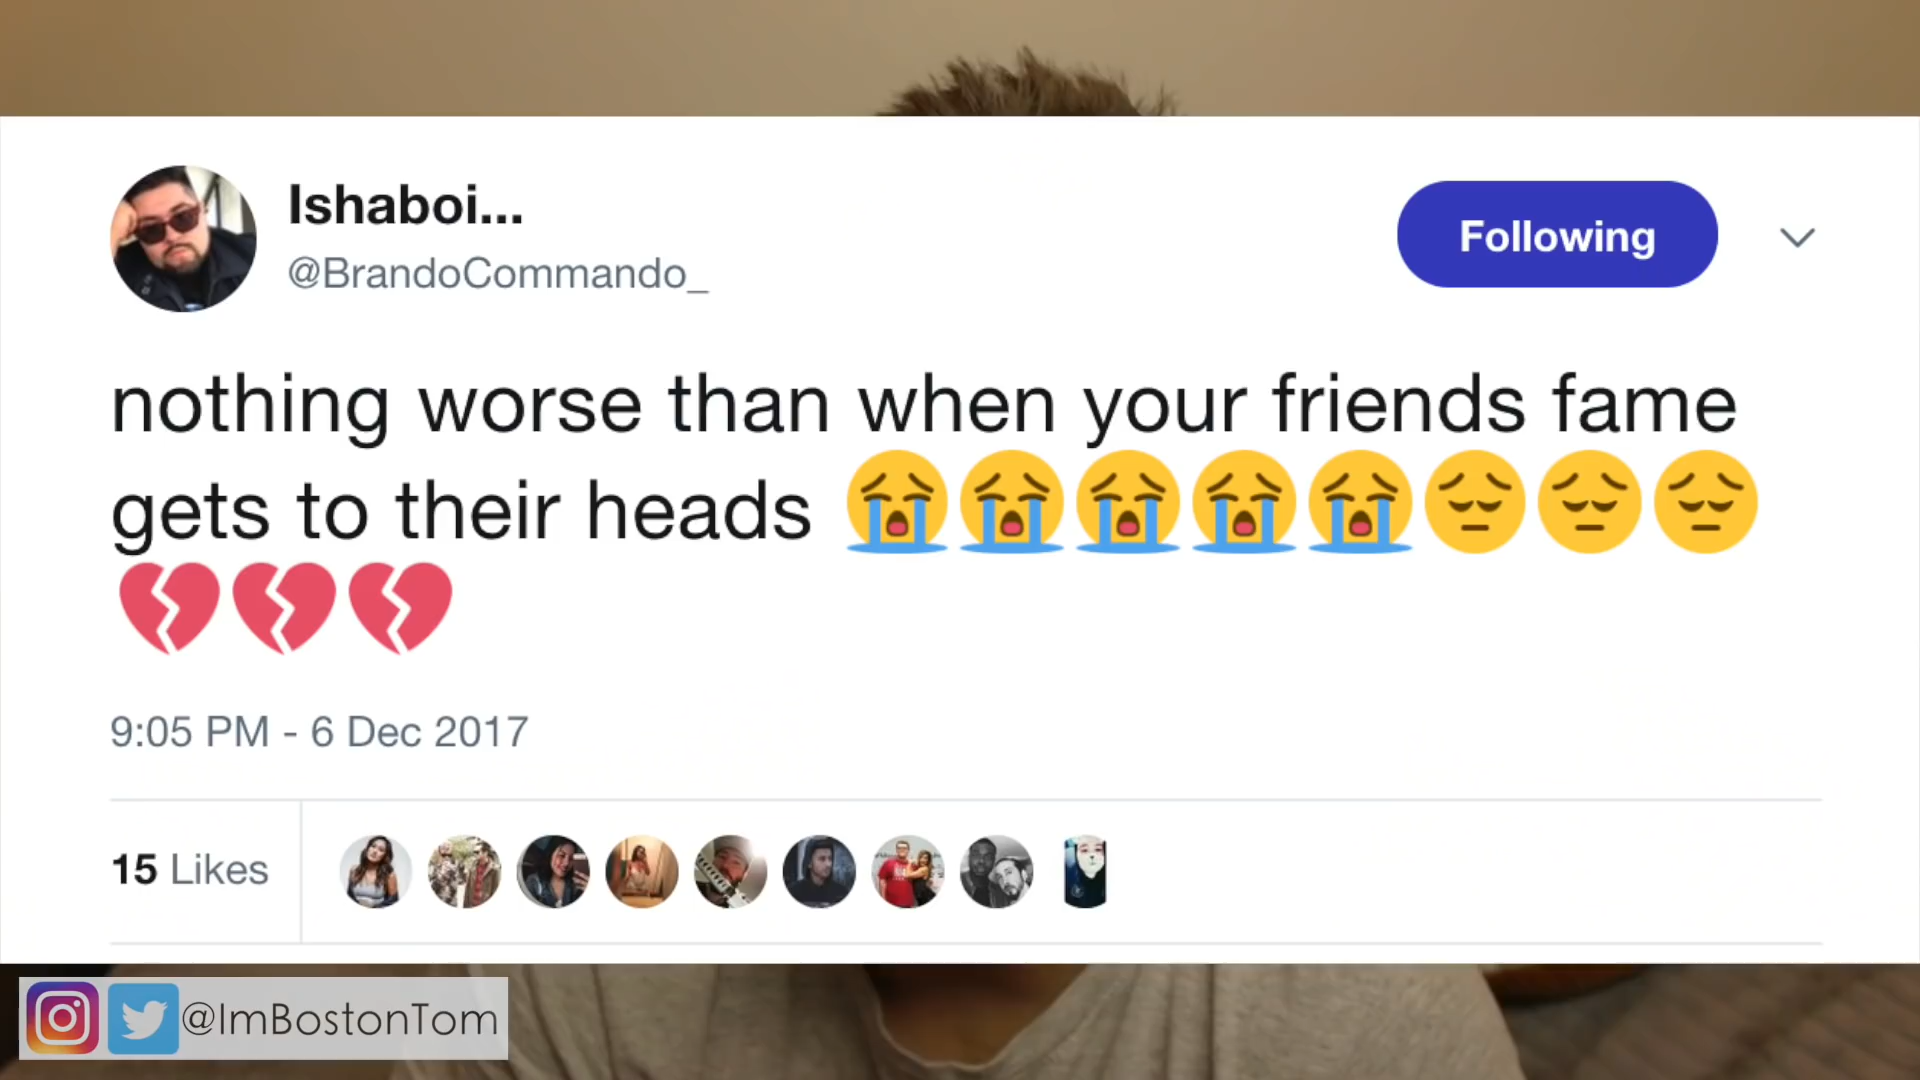 Ishaboi...
@BrandoCommando_
Following
nothing worse than when your friends fame
gets to their heads 😭😭😭😭😭😔😔😔
💔💔💔
9:05 PM - 6 Dec 2017
15 Likes
@ImBostonTom